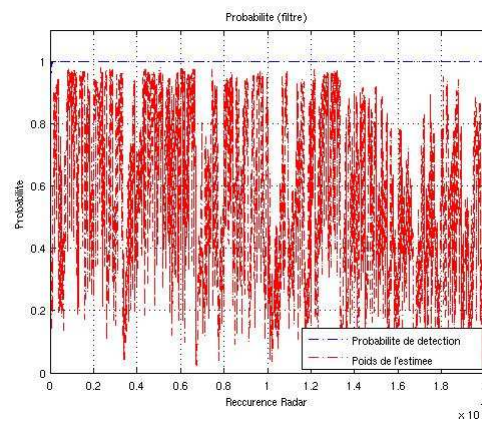 Probabilite (filtre)
1
0.8
0.6
0.4
0.2
0
Probabilite
Probabilite de detection
Poids de l'estimee
0 0.2 0.4 0.6 0.8 1.0 1.2 1.4 1.6 1.8
Reccurence Radar
x 10